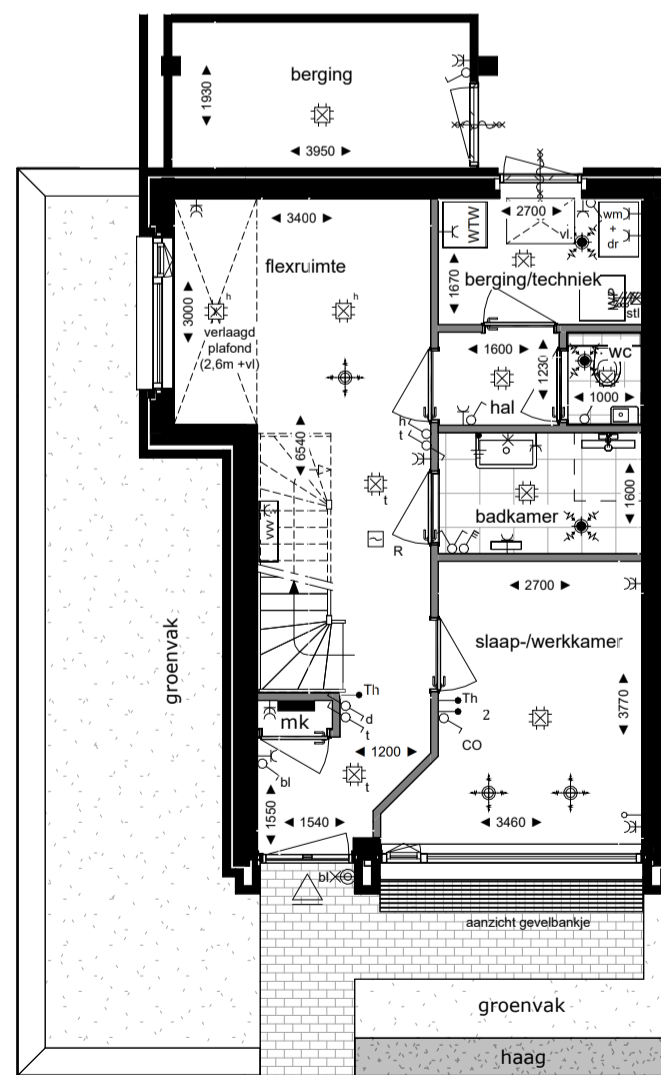 berging
1930
3950
3400
WTW
2700
vl.
wm
+
dr
flexruimte
1670
berging/techniek
3000
h
h
verlaagd
plafond
(2,6m +vl)
stl
1600
1230
wc
1000
hal
h
t
6540
t
vw
R
badkamer
1600
2700
groenvak
slaap-/werkkamer
Th
d
t
mk
Th
2
CO
3770
1200
bl
t
1550
1540
3460
bl
aanzicht gevelbankje
groenvak
haag